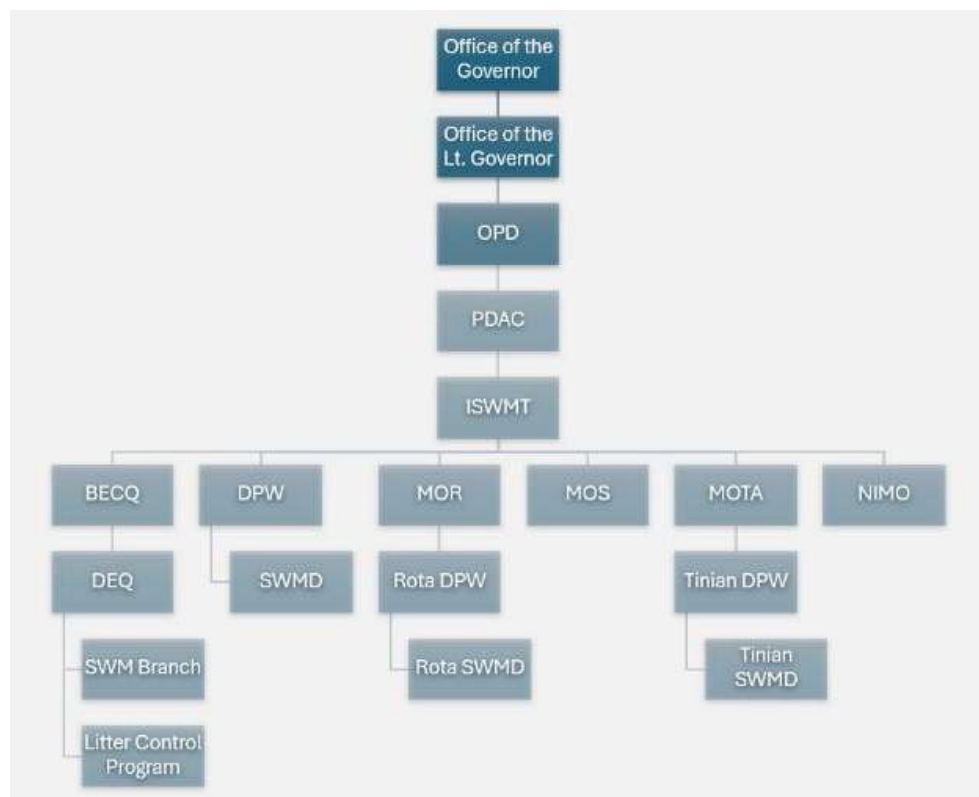 Office of the
Governor
Office of the
Lt. Governor
OPD
PDAC
ISWMT
BECQ
DPW
MOR
MOS
MOTA
NIMO
DEQ
SWMD
Rota DPW
Tinian DPW
SWM Branch
Rota SWMD
Tinian
SWMD
Litter Control
Program